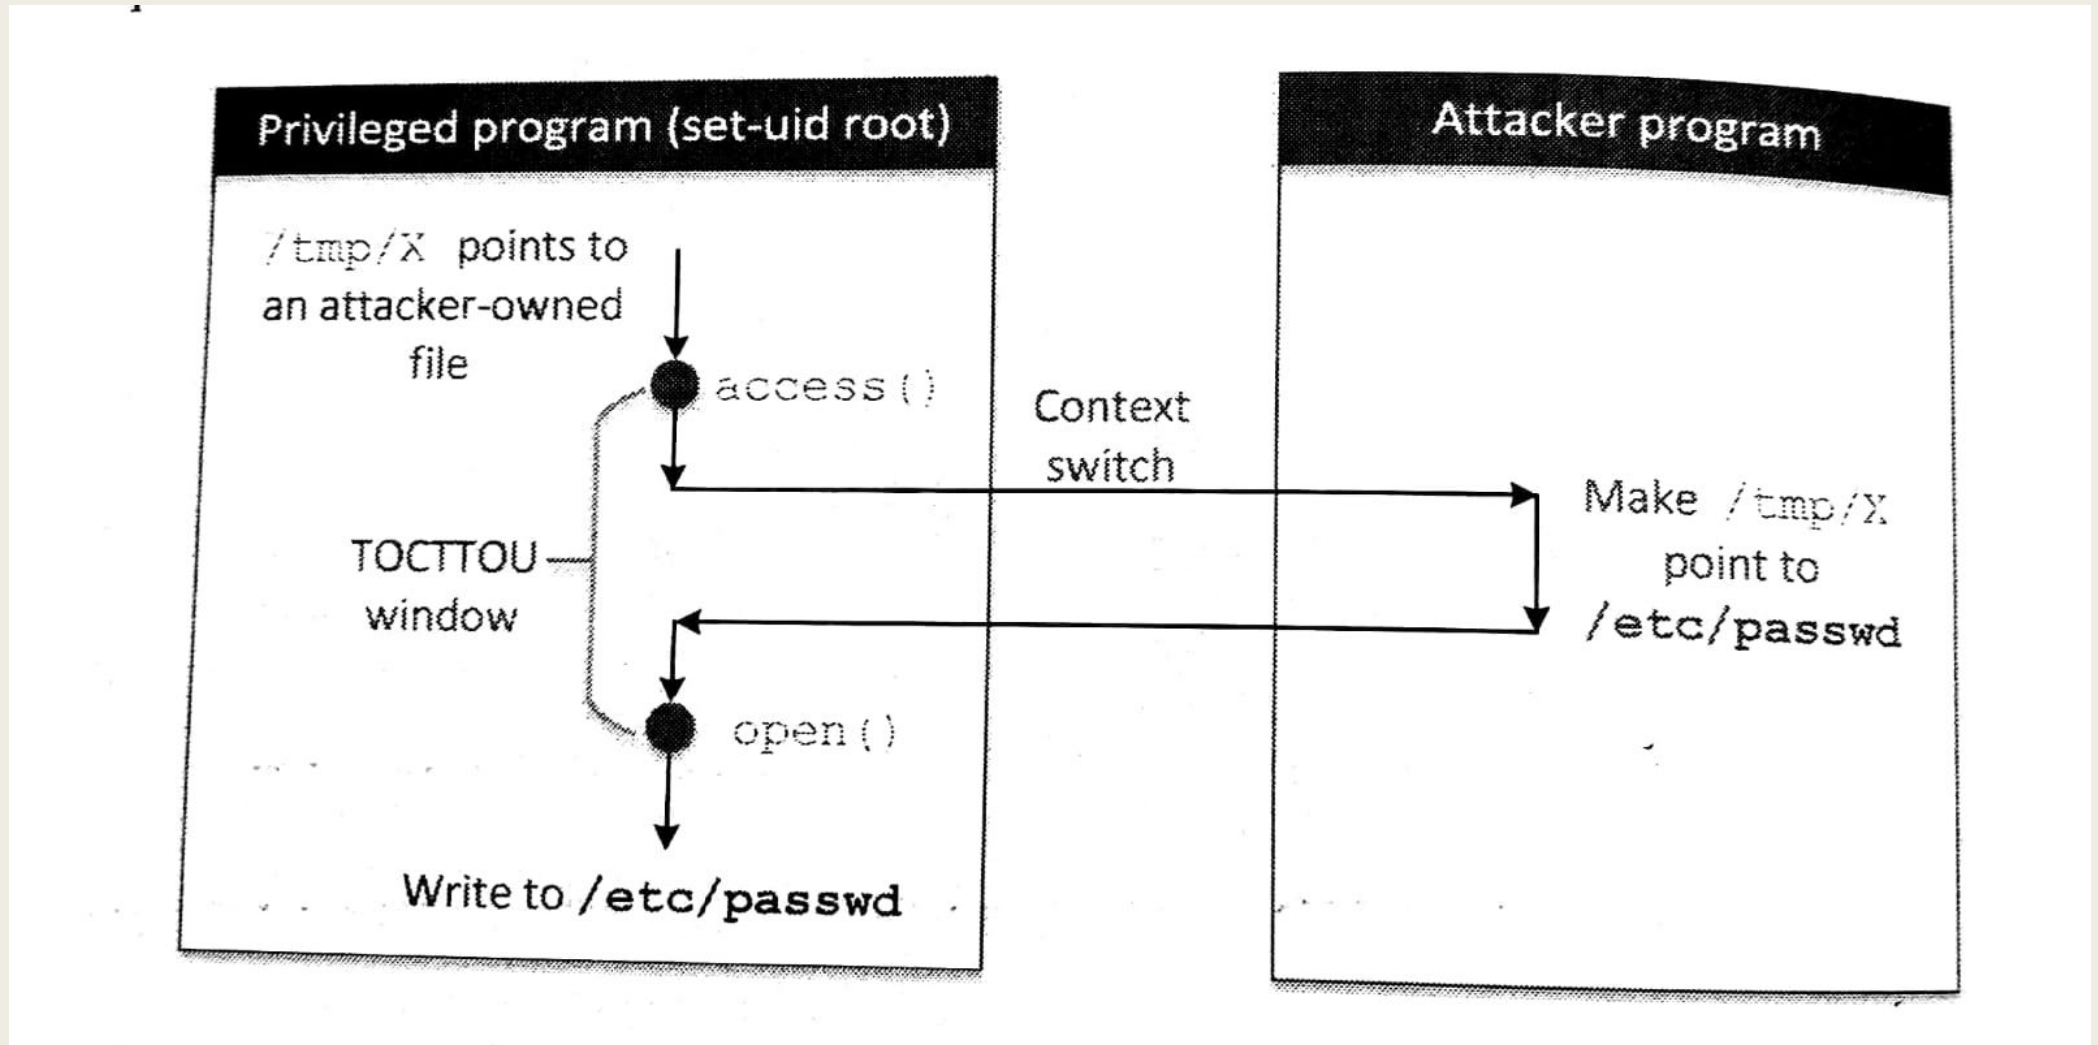 Privileged program (set-uid root)
/tmp/X points to
an attacker-owned
file
access()
TOCTTOU
window
open()
Write to /etc/passwd
Context
switch
Attacker program
Make /tmp/X
point to
/etc/passwd